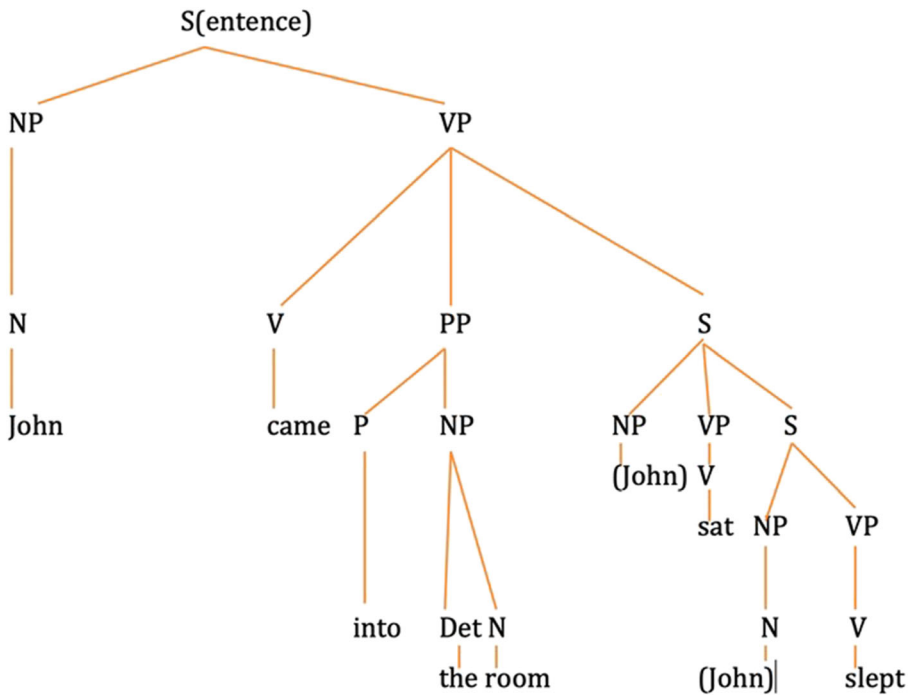 S(entence)
NP VP
N V PP S
John came P NP NP VP S
(John) V
sat NP VP
into Det N N V
the room (John) slept